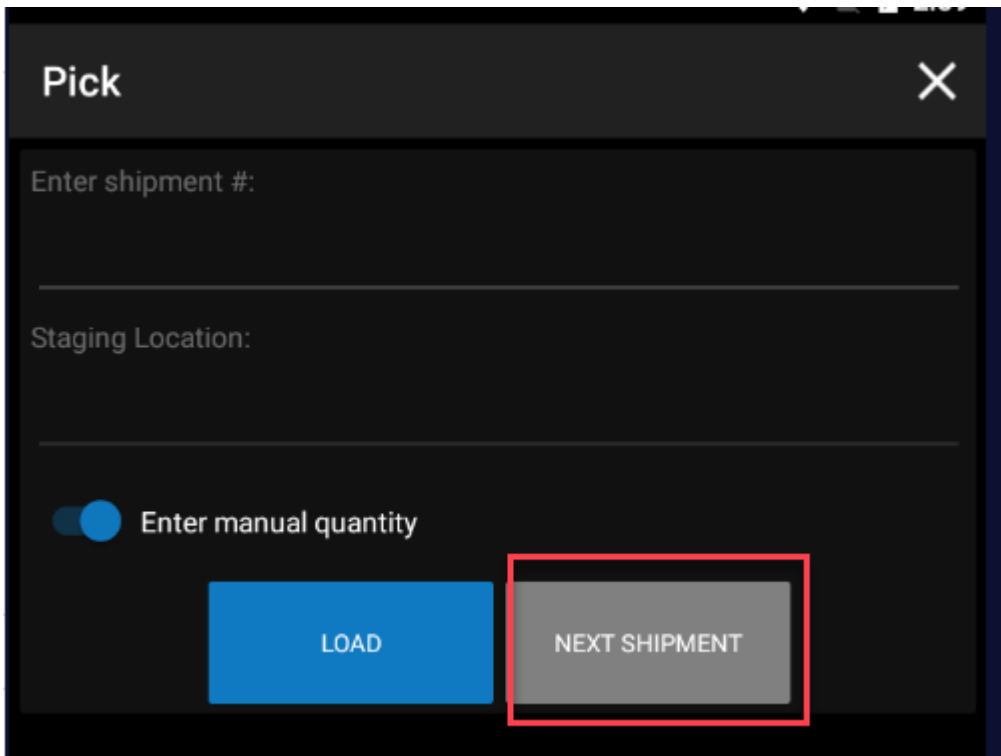 Pick
Enter shipment #:
Staging Location:
Enter manual quantity
LOAD
NEXT SHIPMENT